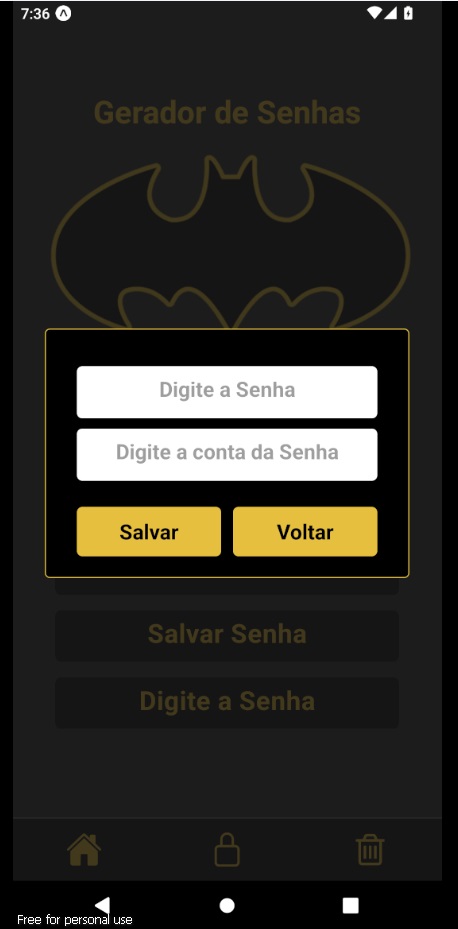 7:36
Gerador de Senhas
Digite a Senha
Digite a conta da Senha
Salvar Voltar
Salvar Senha
Digite a Senha
Free for personal use